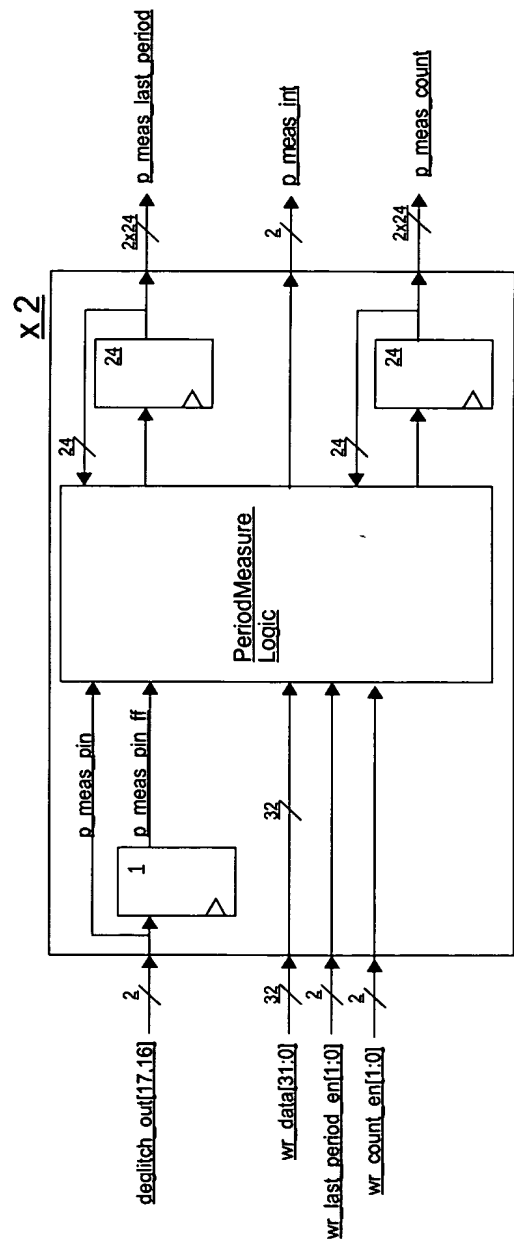 x 2
deglitch_out[17,16]
2
p_meas_pin
1
p_meas_pin_ff
wr_data[31:0]
32
32
wr_last_period_en[1:0]
2
wr_count_en[1:0]
2
PeriodMeasure
Logic
24
24
2x24
p_meas_last_period
2
p_meas_int
24
24
2x24
p_meas_count